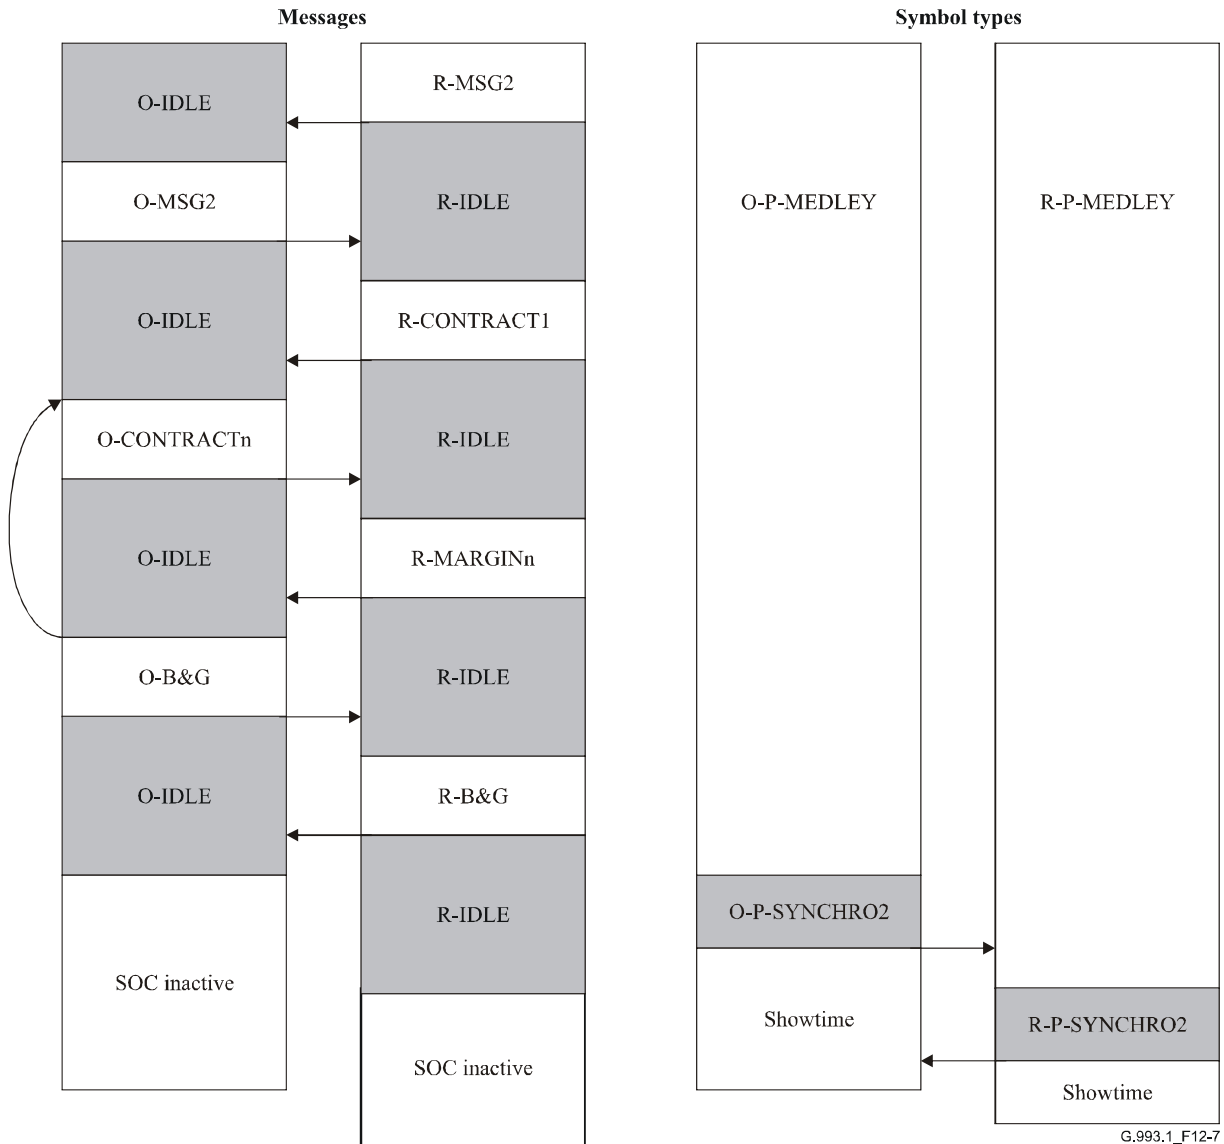 Messages
Symbol types
O-IDLE
R-MSG2
O-MSG2
R-IDLE
O-IDLE
R-CONTRACT1
O-CONTRACTn
R-IDLE
O-IDLE
R-MARGINn
O-B&G
R-IDLE
O-IDLE
R-B&G
R-IDLE
SOC inactive
SOC inactive
O-P-MEDLEY
R-P-MEDLEY
O-P-SYNCHRO2
Showtime
R-P-SYNCHRO2
Showtime
G.993.1_F12-7